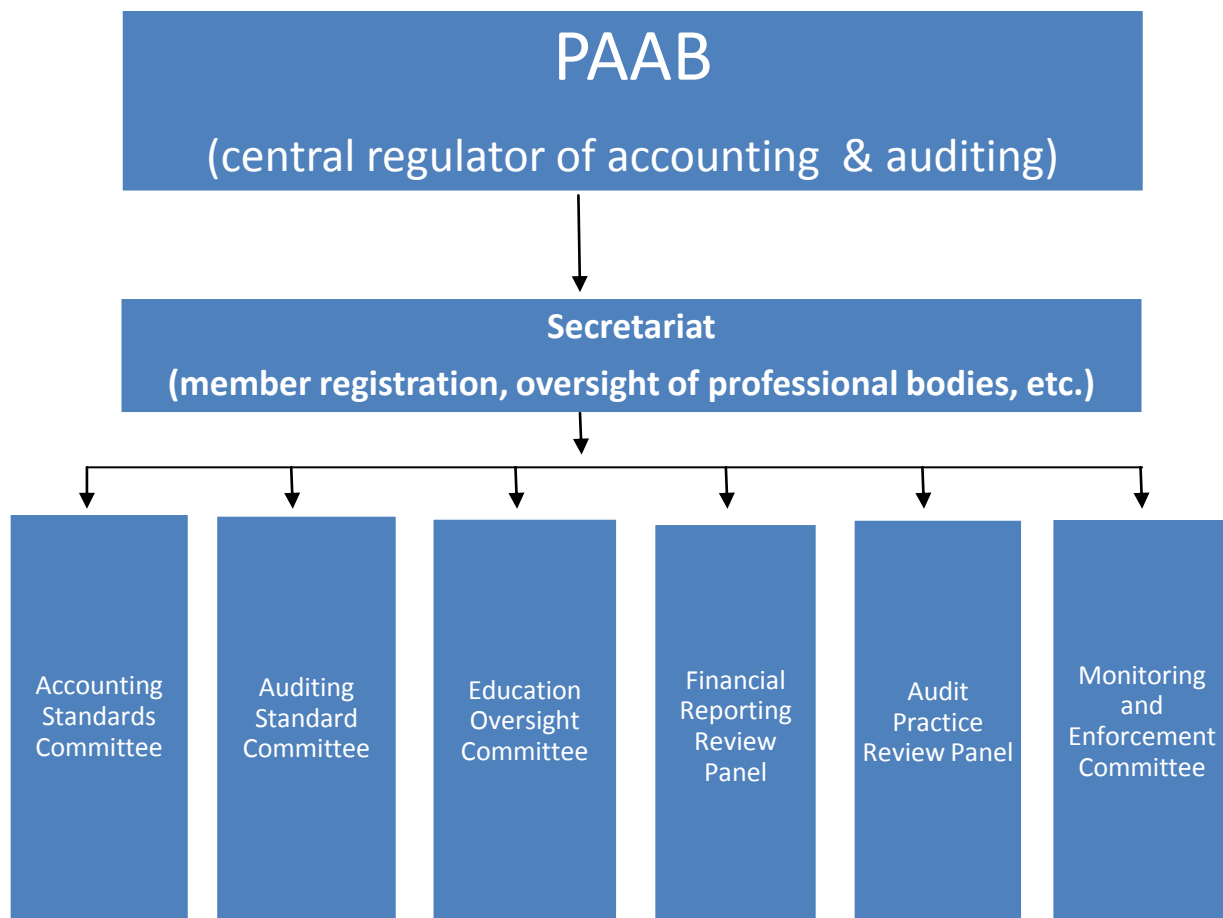 PAAB
(central regulator of accounting  & auditing)
Secretariat
(member registration, oversight of professional bodies, etc.)
Accounting
Standards
Committee
Auditing
Standard
Committee
Education
Oversight
Committee
Financial
Reporting
Review
Panel
Audit
Practice
Review Panel
Monitoring
and
Enforcement
Committee